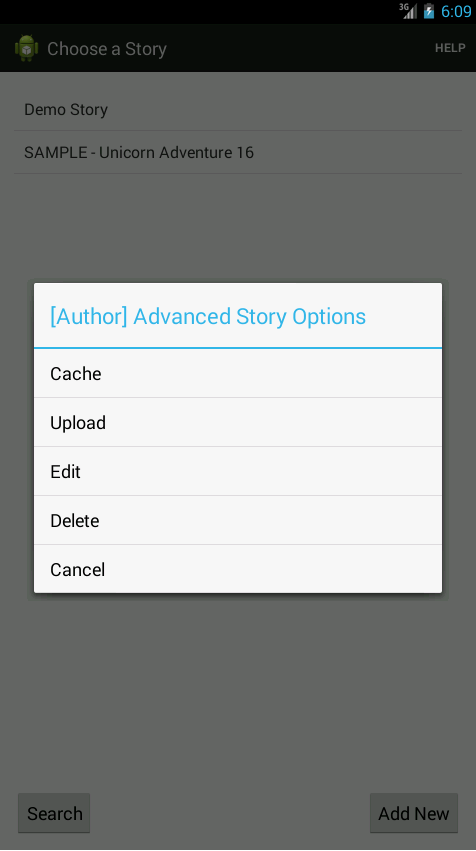 3G 6:09
Choose a Story HELP
Demo Story
SAMPLE - Unicorn Adventure 16
[Author] Advanced Story Options
Cache
Upload
Edit
Delete
Cancel
Search Add New